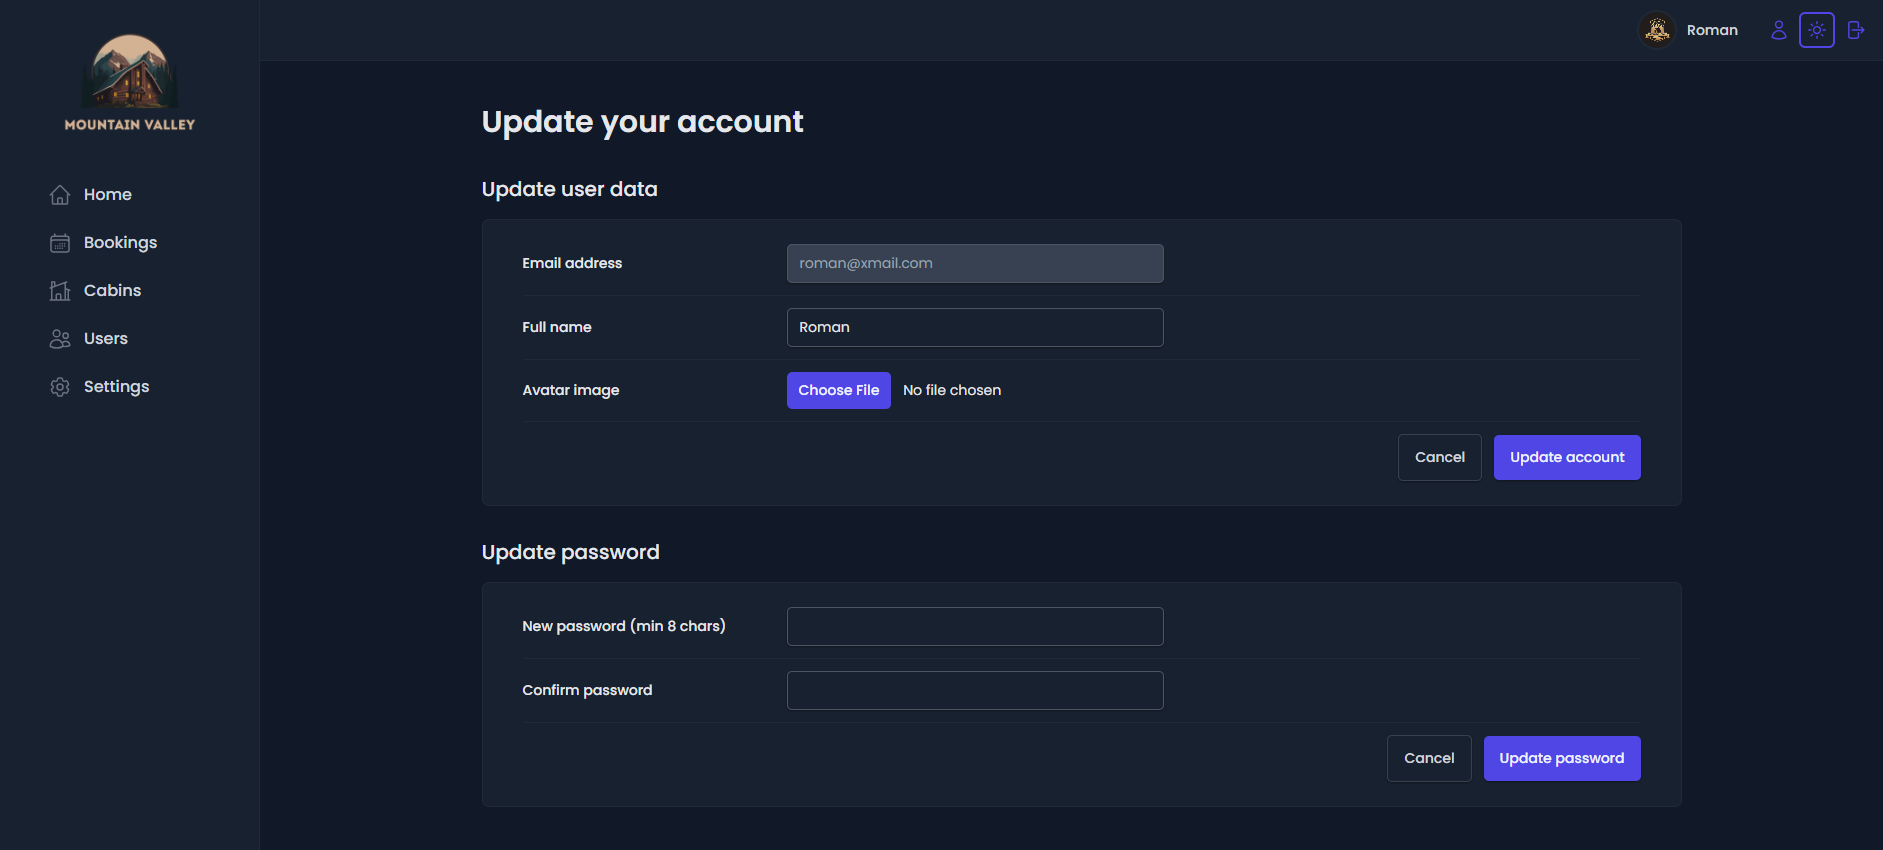 MOUNTAIN VALLEY
Home
Bookings
Cabins
Users
Settings
Roman
Update your account
Update user data
Email address
roman@xmail.com
Full name
Roman
Avatar image
Choose File No file chosen
Cancel
Update account
Update password
New password (min 8 chars)
Confirm password
Cancel
Update password